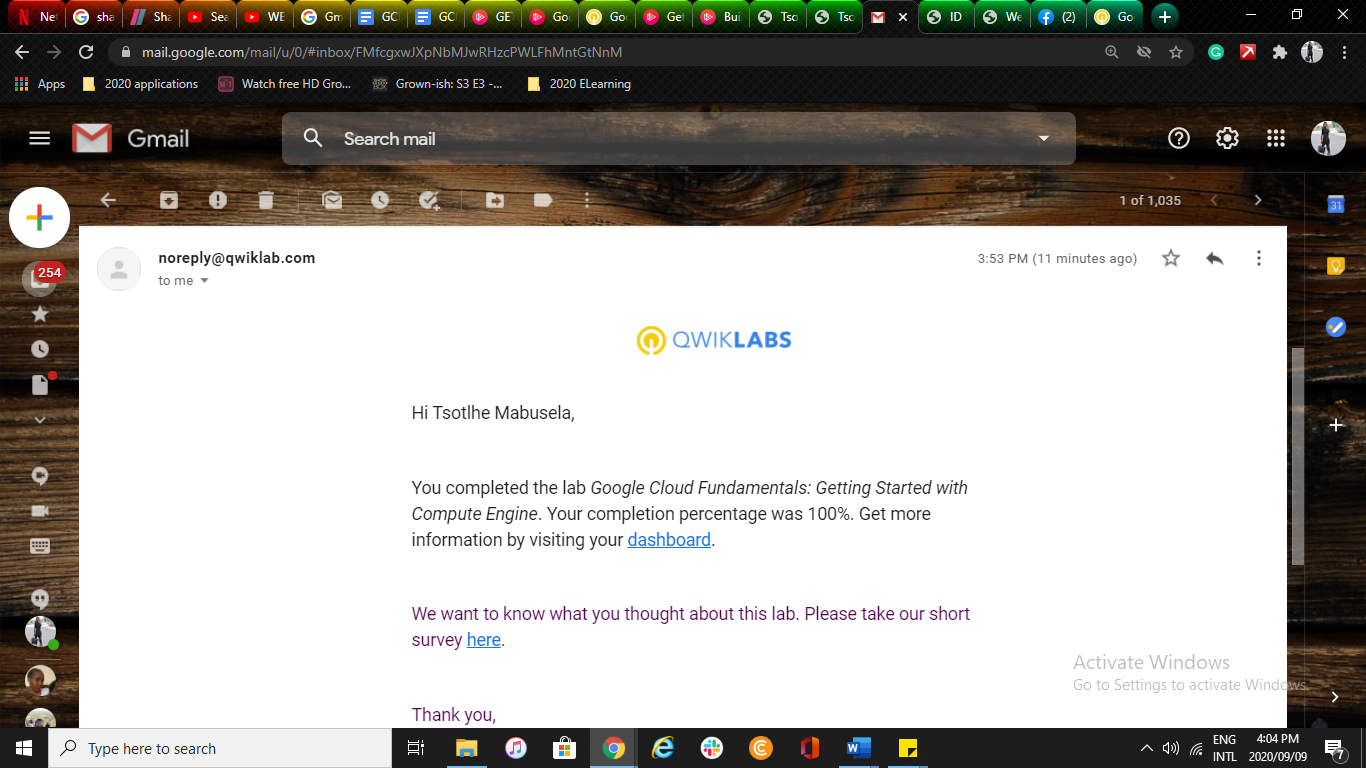 Ne sha Sha Sea WE Gm GC GC GE Goo Goo Get Bui Tso Tso ID We (2) Go
mail.google.com/mail/u/0/#inbox/FMfcgxwJXpNbMJwRHzcPWLFhMntGtNnM
Apps 2020 applications Watch free HD Gro... Grown-ish: S3 E3 -... 2020 ELearning
Gmail Search mail
1 of 1,035
31
noreply@qwiklab.com 3:53 PM (11 minutes ago)
to me
254
QWIKLABS
Hi Tsotlhe Mabusela,
You completed the lab Google Cloud Fundamentals: Getting Started with
Compute Engine. Your completion percentage was 100%. Get more
information by visiting your dashboard.
We want to know what you thought about this lab. Please take our short
survey here.
Thank you,
Activate Windows
Go to Settings to activate Windows.
Type here to search
ENG
INTL
4:04 PM
2020/09/09
7